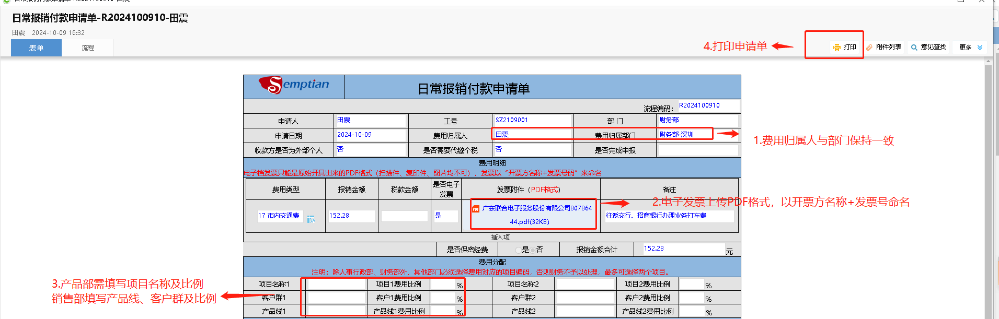 日常报销付款申请单-R2024100910-田震
田震 2024-10-09 16:32
表单 流程
4.打印申请单
打印 附件列表 意见查找 更多
Semptian 日常报销付款申请单
流程编码： R2024100910
申请人 田震 工号 SZ2109001 部 门 财务部
申请日期 2024-10-09 费用归属人 田震 费用归属部门 财务部-深圳
1.费用归属人与部门保持一致
收款方是否为外部个人 否 是否需要代缴个税 否 是否完成申报
费用明细
电子档发票只能是原始开具出来的PDF格式（扫描件、复印件、图片均不可），发票以“开票方名称+发票号码”来命名
费用类型 报销金额 税款金额 是否电子发票 发票附件（PDF格式） 备注
17 市内交通费 152.28 是 广东联合电子服务股份有限公司80786444.pdf(32KB) 往返交行、招商银行办理业务打车费
2.电子发票上传PDF格式，以开票方名称+发票号命名
插入项
是否保密经费 是 否 报销金额合计 152.28 元
费用分配
注明：除人事行政部、财务部外，其他部门必须选择费用对应的项目编码，否则财务不予以处理，最多可选择两个项目。
3.产品部需填写项目名称及比例
销售部填写产品线、客户群及比例
项目名称1 项目1费用比例 % 项目名称2 项目2费用比例 %
客户群1 客户1费用比例 % 客户群2 客户2费用比例 %
产品线1 产品线1费用比例 % 产品线2 产品线2费用比例 %